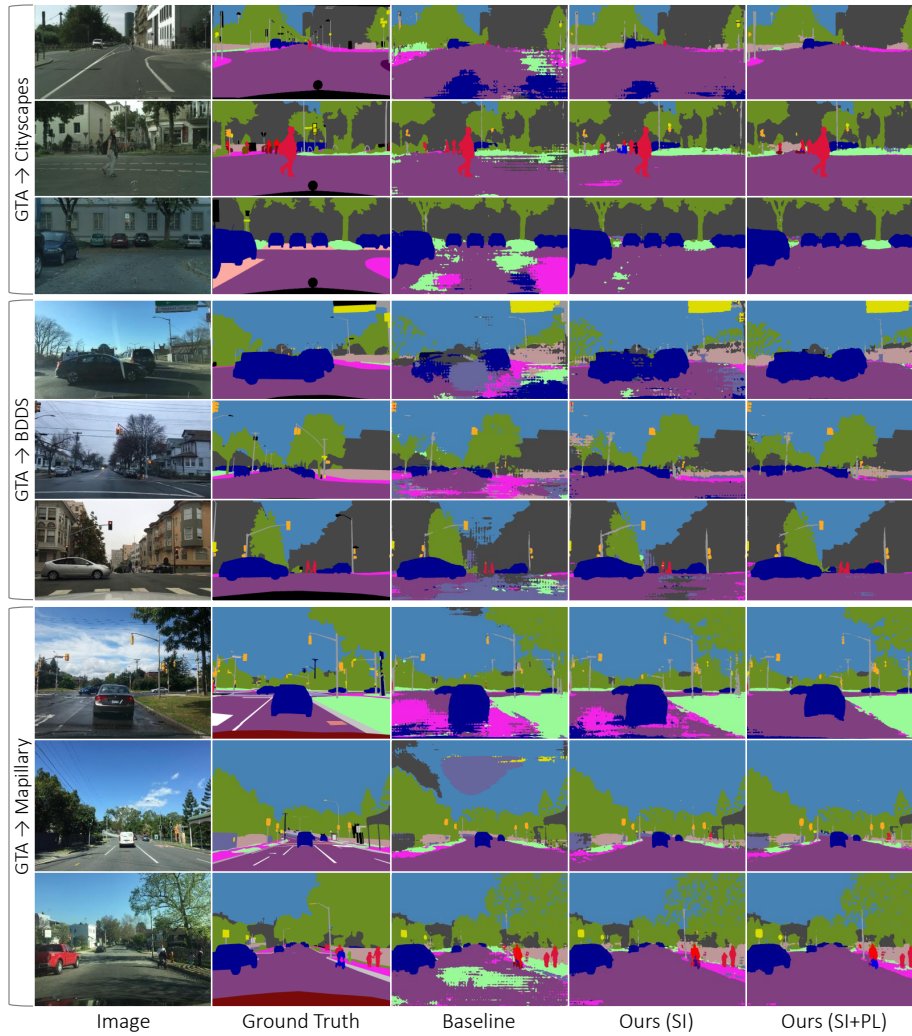 GTA → Cityscapes
GTA → BDDS
GTA → Mapillary
Image Ground Truth Baseline Ours (SI) Ours (SI+PL)